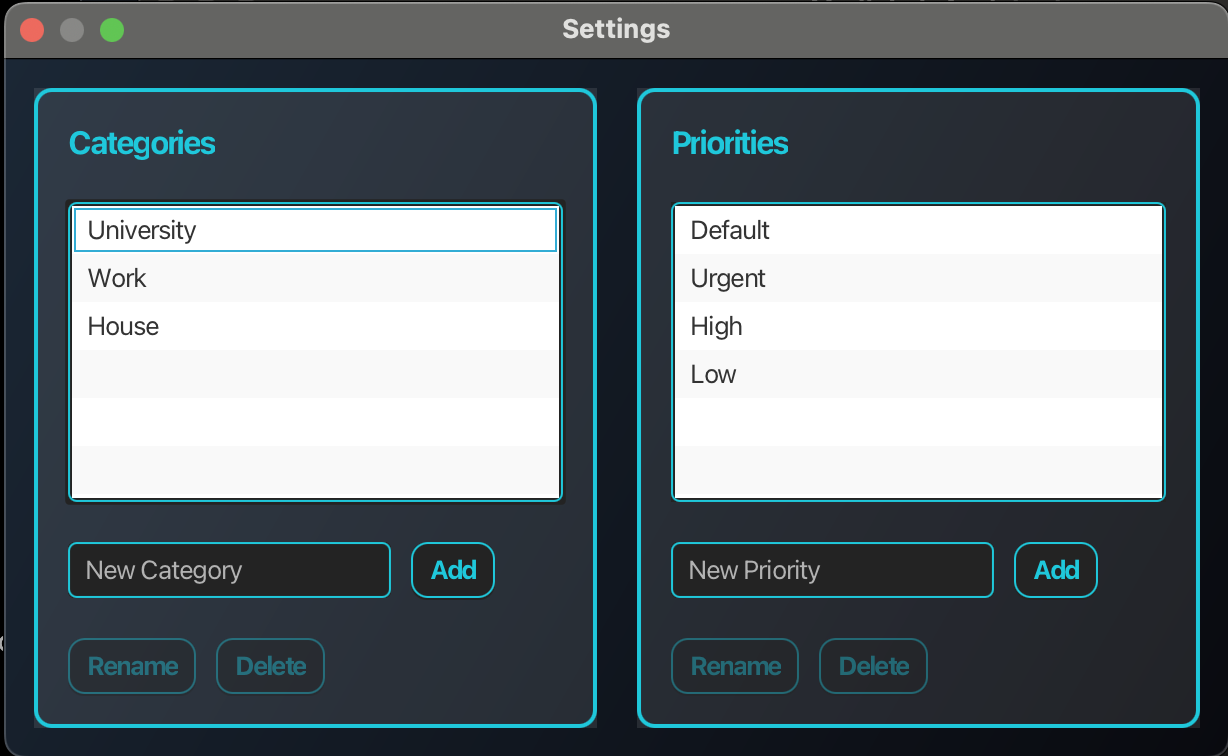 Settings
Categories
University
Work
House
New Category
Add
Rename
Delete
Priorities
Default
Urgent
High
Low
New Priority
Add
Rename
Delete